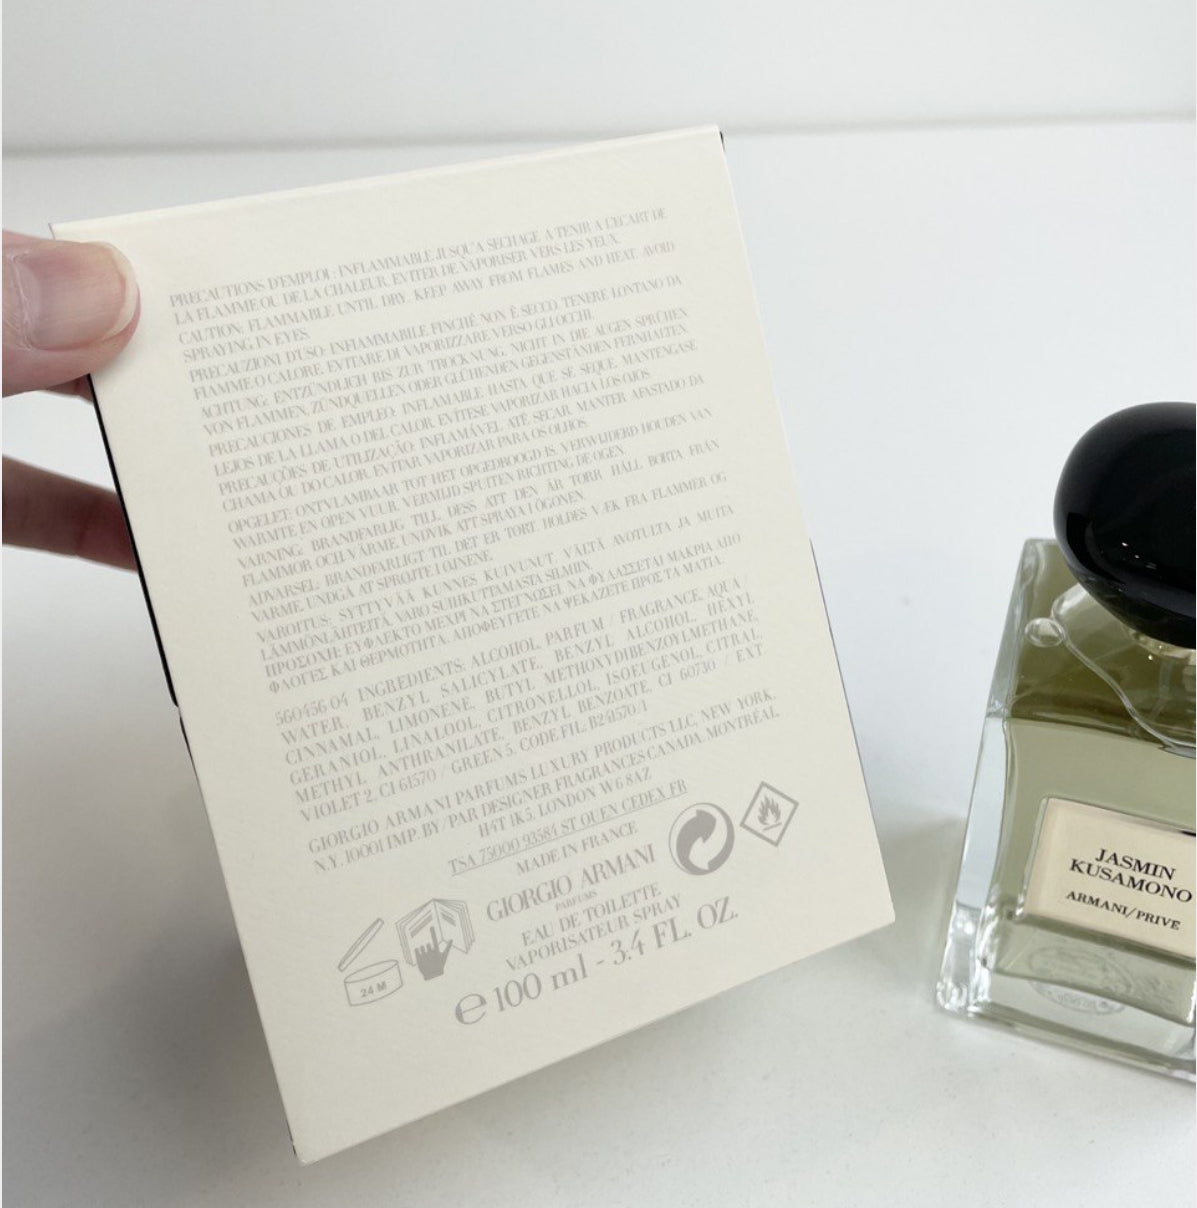 PRECAUTIONS D'EMPLOI : INFLAMMABLE JUSQU'A SECHAGE. A TENIR A L'ECART DE
LA FLAMME OU DE LA CHALEUR. EVITER DE VAPORISER VERS LES YEUX.
CAUTION: FLAMMABLE UNTIL DRY. KEEP AWAY FROM FLAMES AND HEAT. AVOID
SPRAYING IN EYES.
PRECAUZIONI D'USO: INFIAMMABILE FINCHÉ NON È SECCO. TENERE LONTANO DA
FIAMME O CALORE. EVITARE DI VAPORIZZARE VERSO GLI OCCHI.
ACHTUNG: ENTZÜNDLICH BIS ZUR TROCKNUNG. NICHT IN DIE AUGEN SPRÜHEN.
VON FLAMMEN, ZÜNDQUELLEN ODER GLÜHENDEN GEGENSTÄNDEN FERNHALTEN.
PRECAUCIONES DE EMPLEO: INFLAMABLE HASTA QUE SE SEQUE. MANTENGASE
LEJOS DE LA LLAMA O DEL CALOR. EVÍTESE VAPORIZAR HACIA LOS OJOS.
PRECAUÇÕES DE UTILIZAÇÃO: INFLAMÁVEL ATÉ SECAR. MANTER AFASTADO DA
CHAMA OU DO CALOR. EVITAR VAPORIZAR PARA OS OLHOS.
OPGELET: ONTVLAMBAAR TOT HET OPGEDROOGD IS. VERWIJDERD HOUDEN VAN
WARMTE EN OPEN VUUR. VERMIJD SPUITEN RICHTING DE OGEN.
VARNING: BRANDFARLIG TILL DESS ATT DEN ÄR TORR. HÅLL BORTA FRÅN
FLAMMOR OCH VÄRME. UNDVIK ATT SPRAYA I ÖGONEN.
ADVARSEL: BRANDFARLIGT TIL DET ER TORT. HOLDES VÆK FRA FLAMMER OG
VARME. UNDGÅ AT SPRØJTE I ØJNENE.
VAROITUS: SYTTYVÄÄ KUNNES KUIVUNUT. VÄLTÄ AVOTULTA JA MUITA
LÄMMÖNLÄHTEITÄ. VARO SUIHKUTTAMASTA SILMIIN.
ΠΡΟΣΟΧΗ: ΕΥΦΛΕΚΤΟ ΜΕΧΡΙ ΝΑ ΣΤΕΓΝΩΣΕΙ. ΝΑ ΦΥΛΑΣΣΕΤΑΙ ΜΑΚΡΙΑ ΑΠΟ
ΦΛΟΓΕΣ ΚΑΙ ΘΕΡΜΟΤΗΤΑ. ΑΠΟΦΕΥΓΕΤΕ ΝΑ ΨΕΚΑΖΕΤΕ ΠΡΟΣ ΤΑ ΜΑΤΙΑ.
560456 04 INGREDIENTS: ALCOHOL, PARFUM / FRAGRANCE, AQUA /
WATER, BENZYL SALICYLATE, BENZYL ALCOHOL, HEXYL
CINNAMAL, LIMONENE, BUTYL METHOXYDIBENZOYLMETHANE,
GERANIOL, LINALOOL, CITRONELLOL, ISOEUGENOL, CITRAL,
METHYL ANTHRANILATE, BENZYL BENZOATE, CI 60730 / EXT.
VIOLET 2, CI 61570 / GREEN 5. CODE FIL: B241570/1
GIORGIO ARMANI PARFUMS LUXURY PRODUCTS LLC, NEW YORK,
N.Y. 10001 IMP. BY / PAR DESIGNER FRAGRANCES CANADA, MONTRÉAL,
H4T 1K5. LONDON W6 8AZ
TSA 75000 93584 ST OUEN CEDEX, FR
MADE IN FRANCE
GIORGIO ARMANI
PARFUMS
EAU DE TOILETTE
VAPORISATEUR SPRAY
24 M
℮ 100 ml - 3.4 FL. OZ.
JASMIN
KUSAMONO
ARMANI/PRIVE